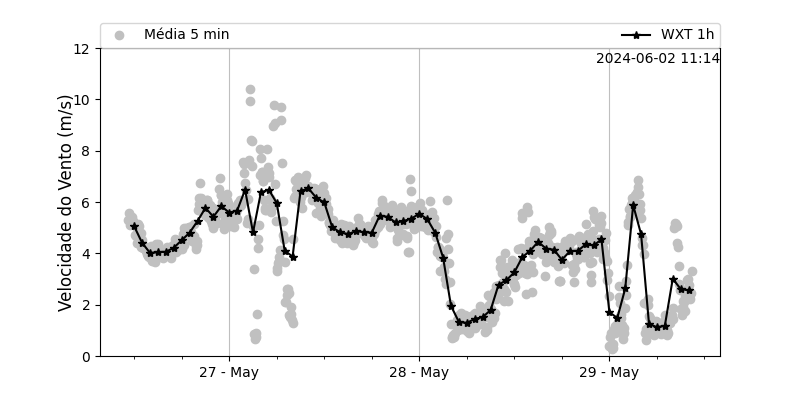 Média 5 min
WXT 1h
2024-06-02 11:14
Velocidade do Vento (m/s)
12
10
8
6
4
2
0
27 - May
28 - May
29 - May